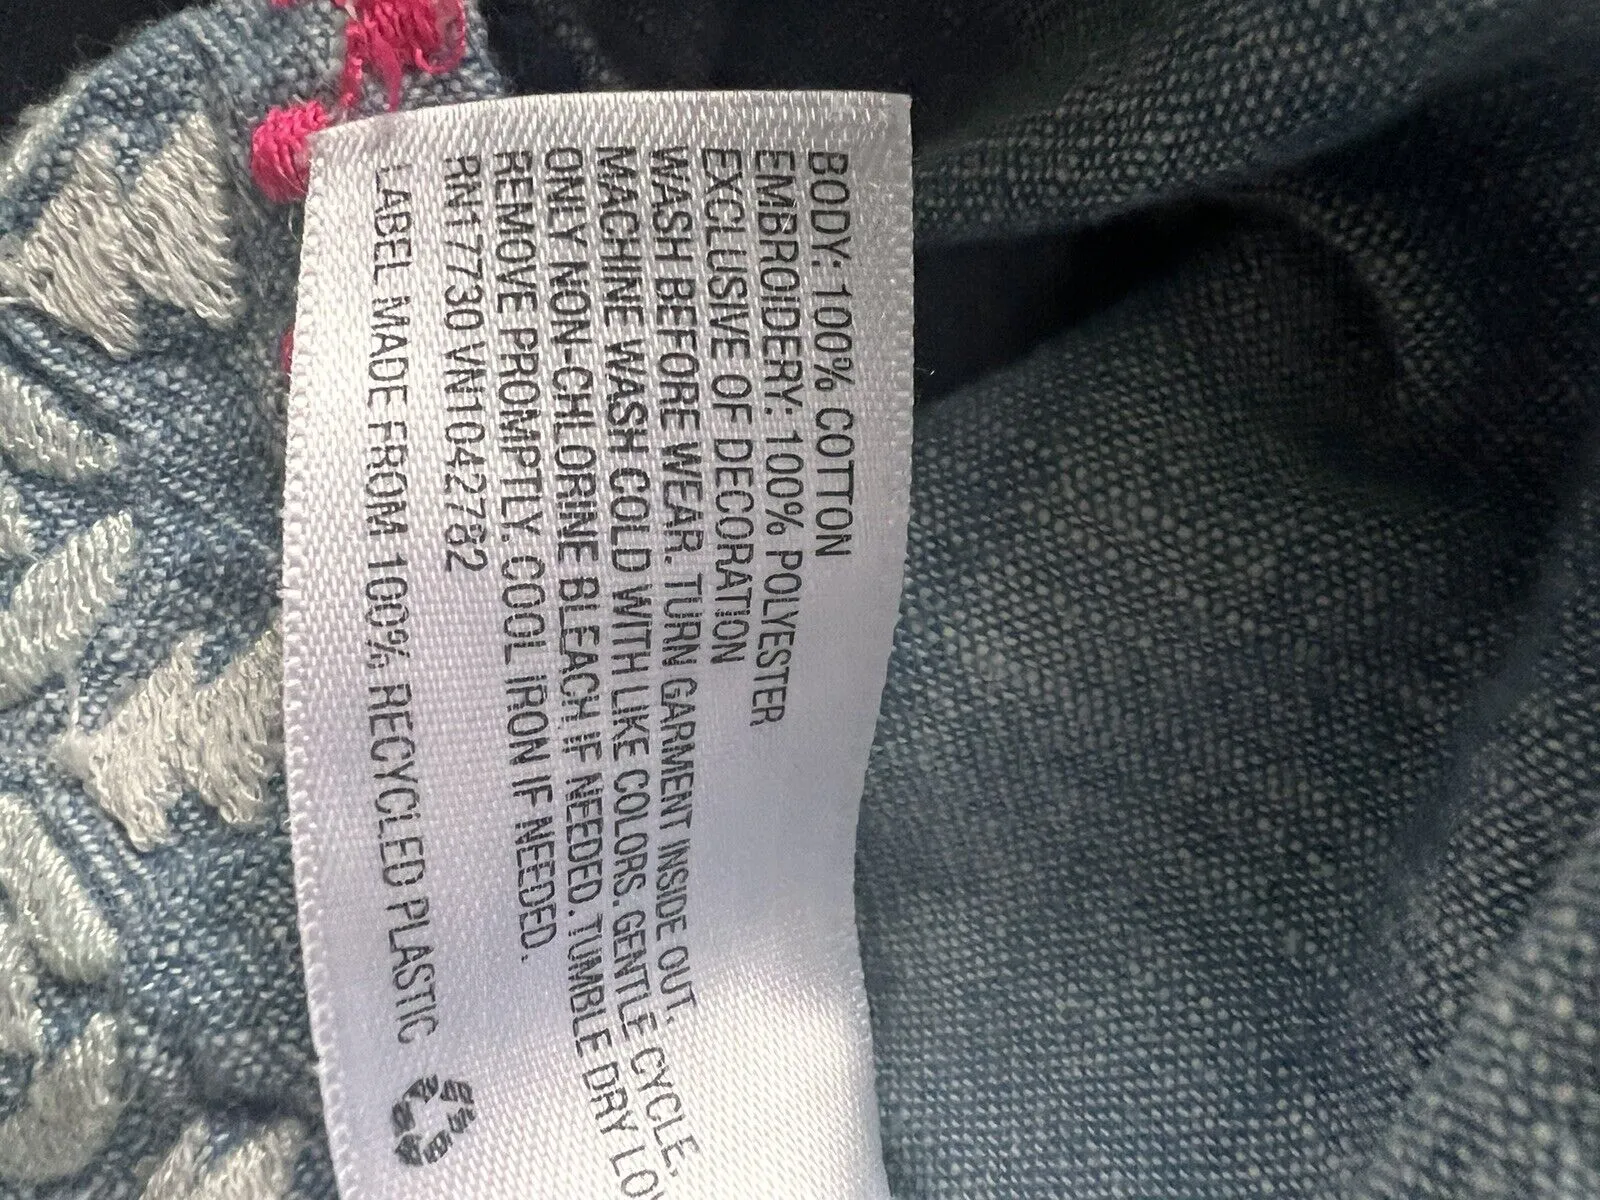 BODY: 100% COTTON
EMBROIDERY: 100% POLYESTER
EXCLUSIVE OF DECORATION
WASH BEFORE WEAR. TURN GARMENT INSIDE OUT.
MACHINE WASH COLD WITH LIKE COLORS. GENTLE CYCLE.
ONLY NON-CHLORINE BLEACH IF NEEDED. TUMBLE DRY LO
REMOVE PROMPTLY. COOL IRON IF NEEDED.
RN17730 VN1042782
LABEL MADE FROM 100% RECYCLED PLASTIC